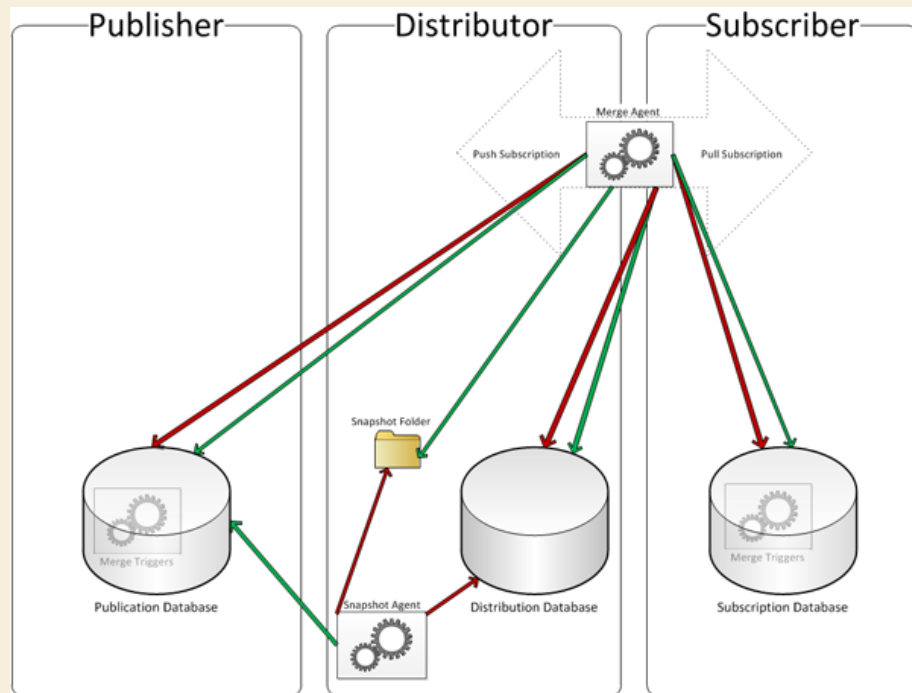 Publisher
Distributor
Subscriber
Merge Agent
Push Subscription
Pull Subscription
Snapshot Folder
Merge Triggers
Merge Triggers
Publication Database
Snapshot Agent
Distribution Database
Subscription Database